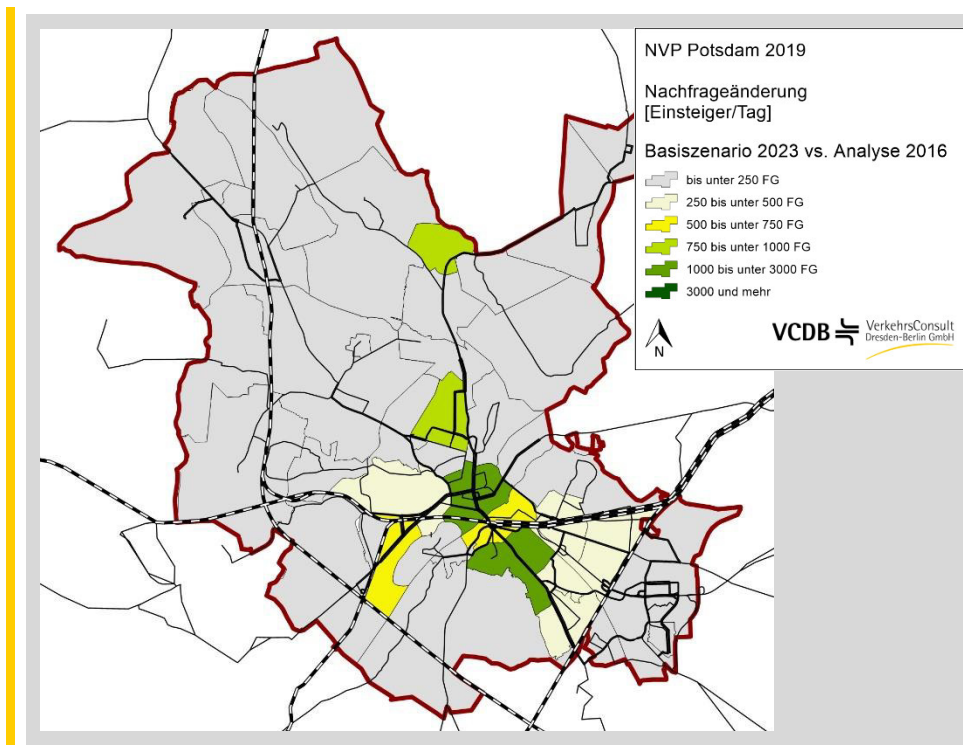 NVP Potsdam 2019
Nachfrageänderung
[Einsteiger/Tag]
Basiszenario 2023 vs. Analyse 2016
bis unter 250 FG
250 bis unter 500 FG
500 bis unter 750 FG
750 bis unter 1000 FG
1000 bis unter 3000 FG
3000 und mehr
N
VCDB VerkehrsConsult
Dresden-Berlin GmbH